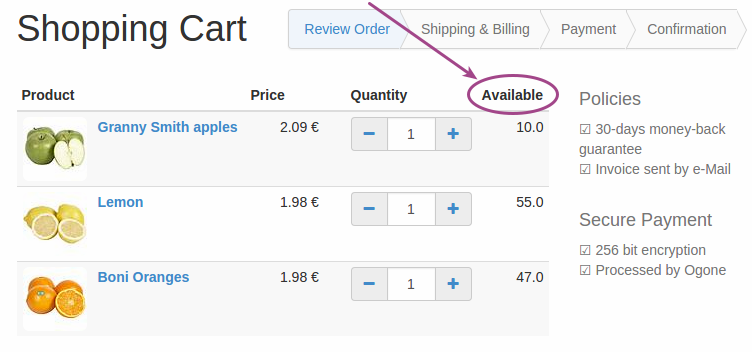 Shopping Cart
Review Order Shipping & Billing Payment Confirmation
Product Price Quantity Available
Granny Smith apples 2.09 € − 1 + 10.0
Lemon 1.98 € − 1 + 55.0
Boni Oranges 1.98 € − 1 + 47.0
Policies
☑ 30-days money-back
guarantee
☑ Invoice sent by e-Mail
Secure Payment
☑ 256 bit encryption
☑ Processed by Ogone